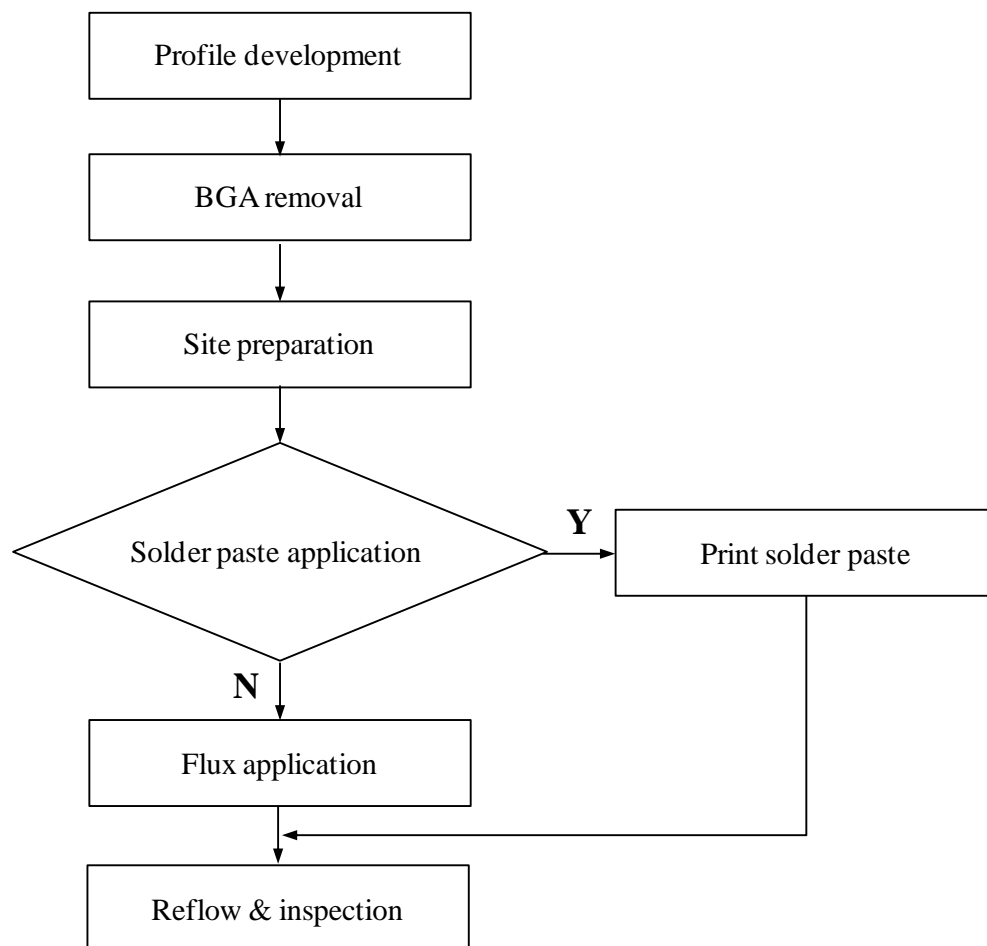 Profile development
BGA removal
Site preparation
Solder paste application
Y
Print solder paste
N
Flux application
Reflow & inspection